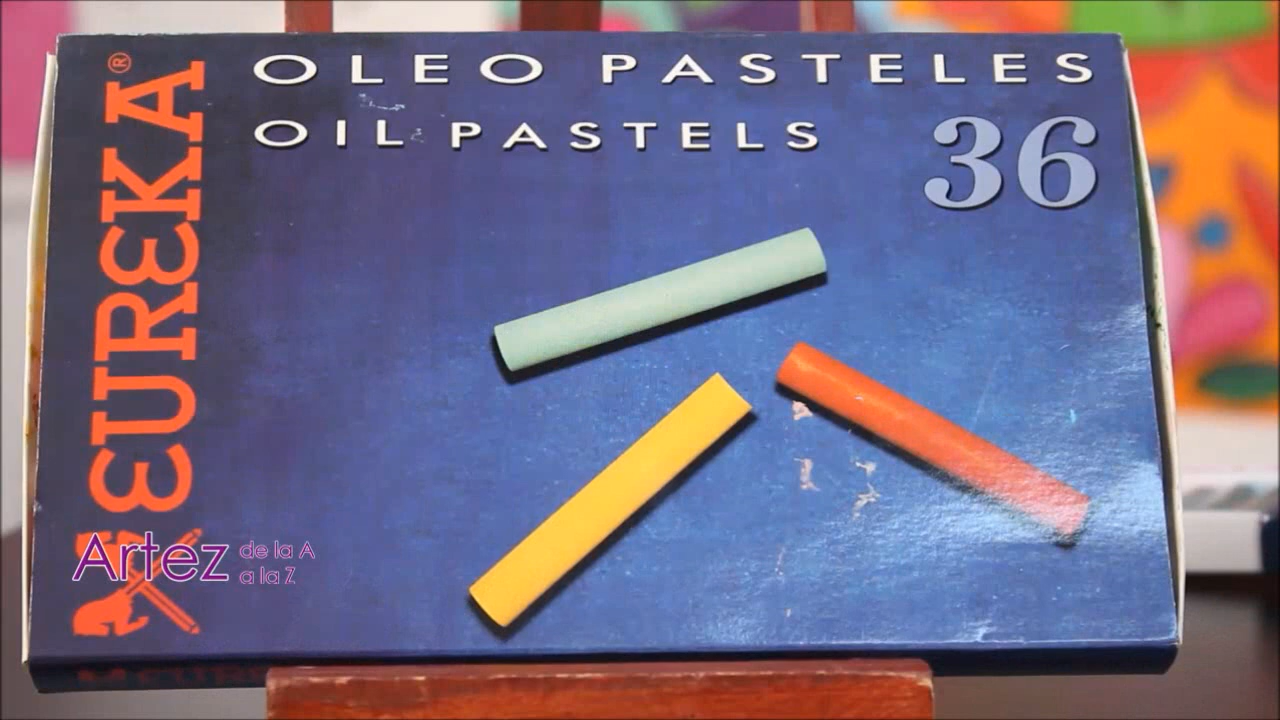 OLEO PASTELES
OIL PASTELS
36
EUREKA®
Artez de la A
a la Z